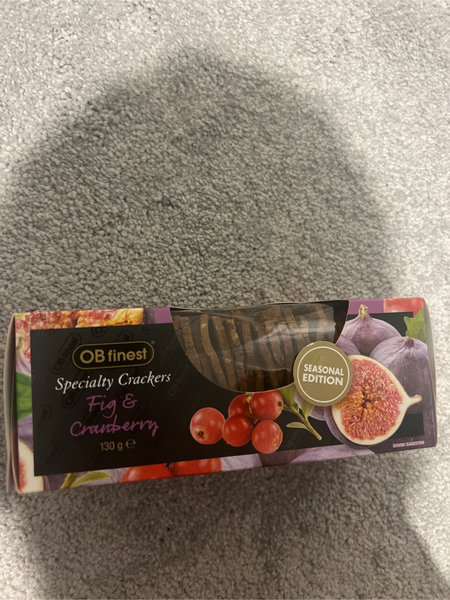 OB finest®
Specialty Crackers
Fig &
Cranberry
130 g ℮
SEASONAL
EDITION
SERVING SUGGESTION